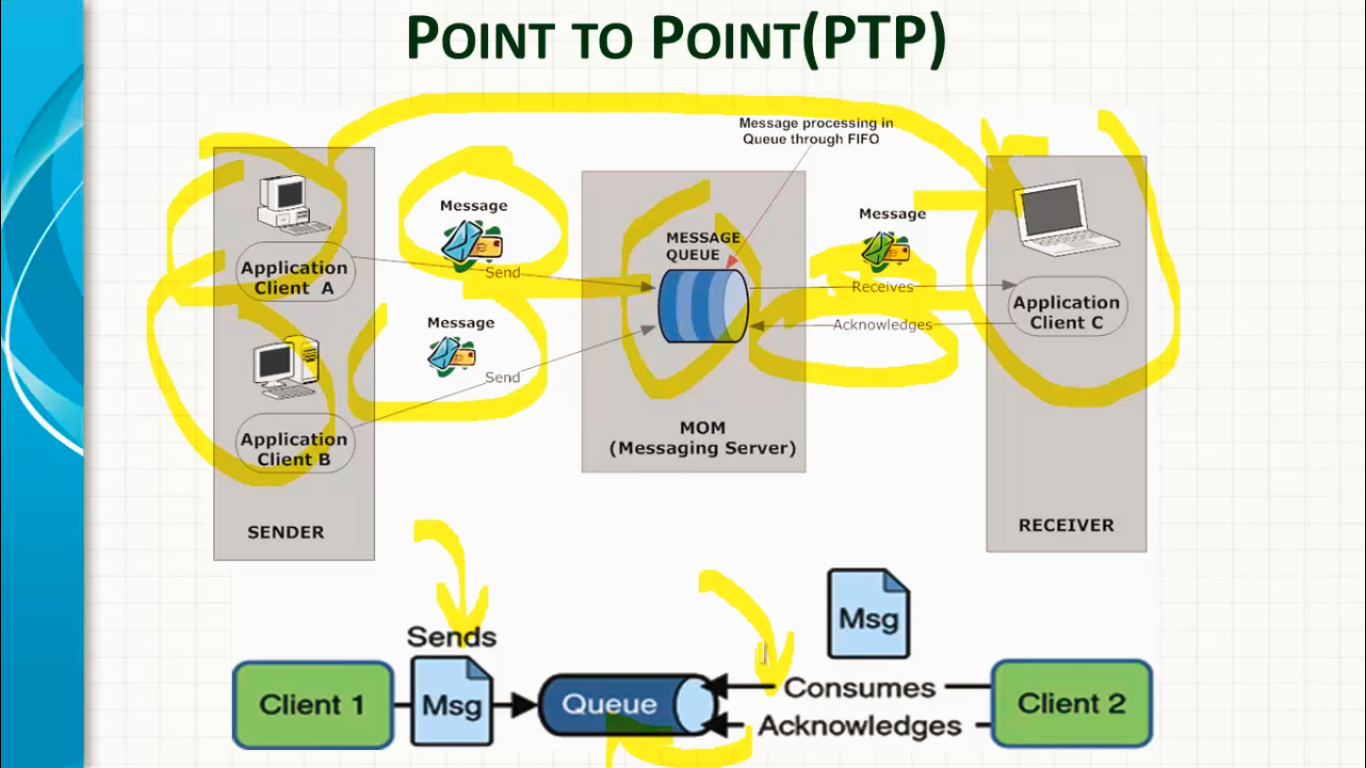 POINT TO POINT(PTP)
Message processing in
Queue through FIFO
Message
Message
MESSAGE
QUEUE
Application
Client A
Send
Receives
Application
Client C
Acknowledges
Message
Send
Application
Client B
MOM
(Messaging Server)
SENDER
RECEIVER
Msg
Sends
Client 1
Msg
Queue
Consumes
Acknowledges
Client 2